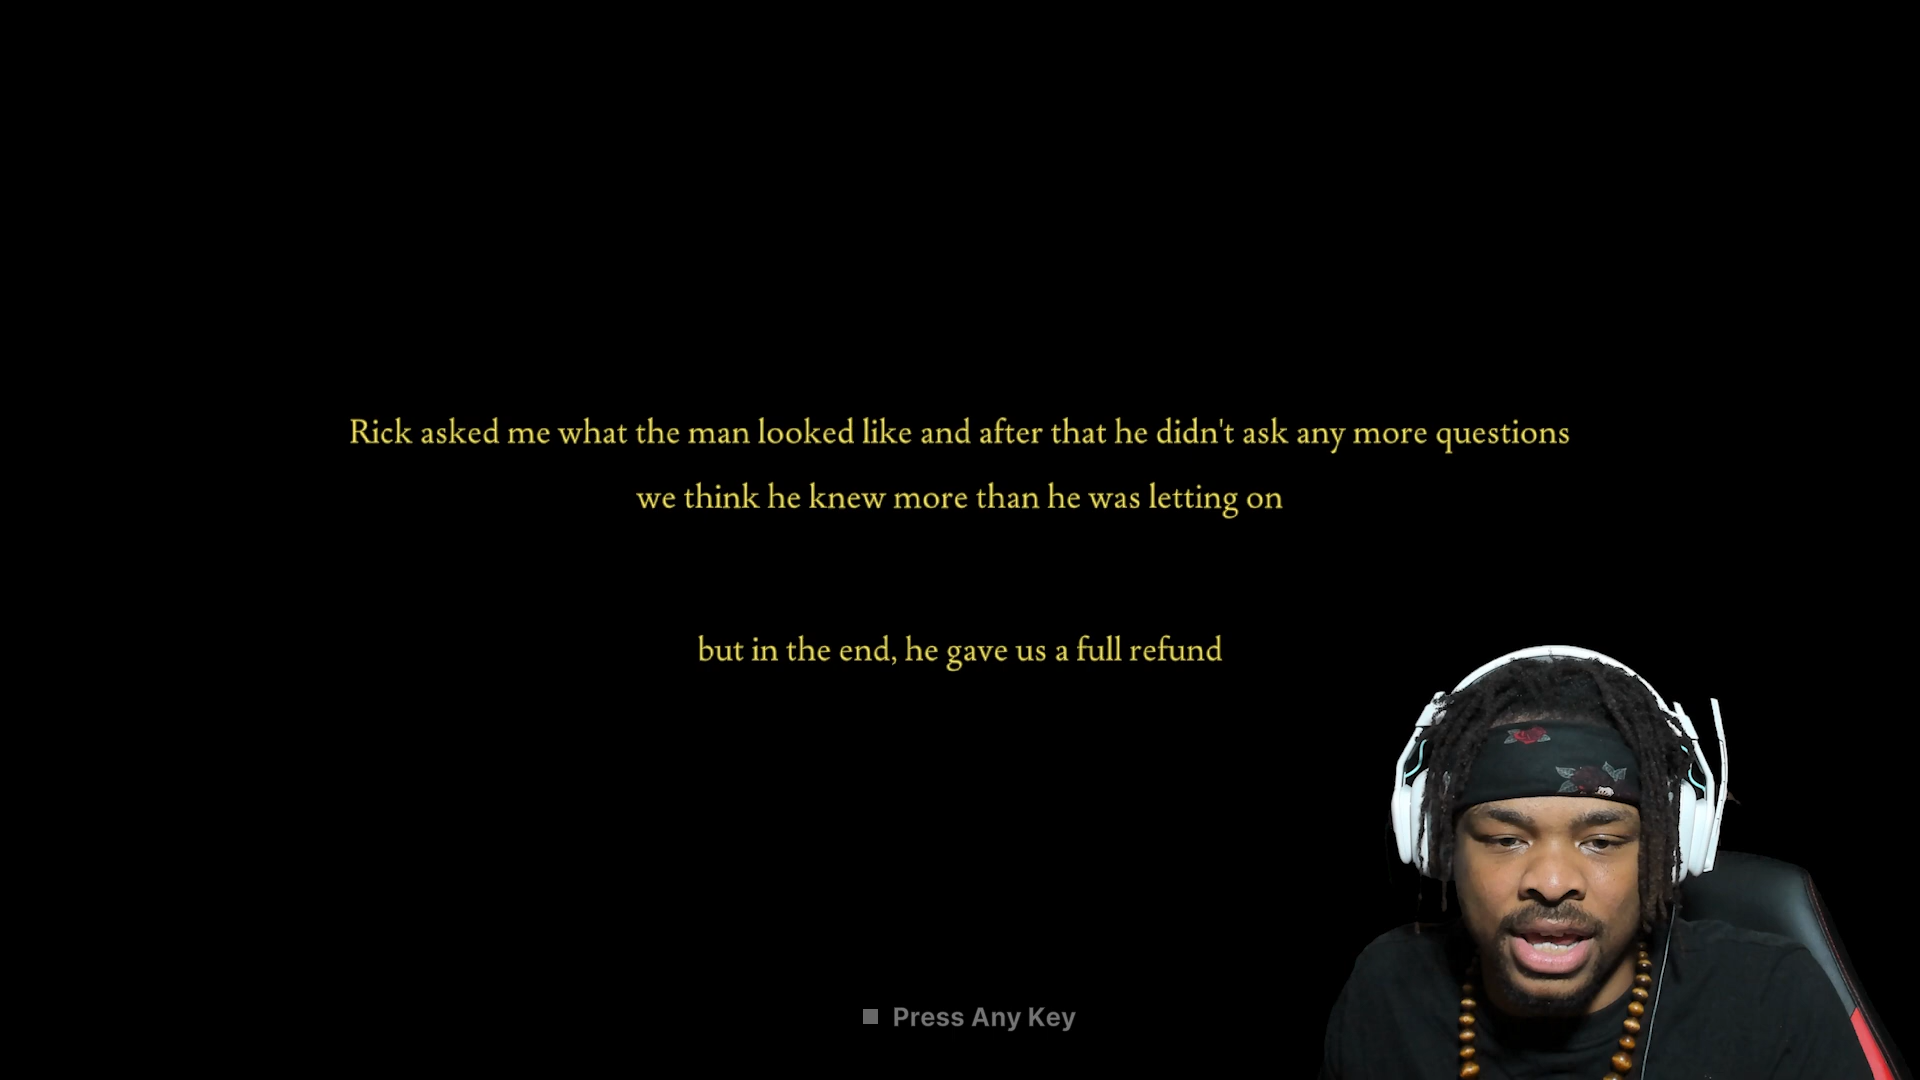 Rick asked me what the man looked like and after that he didn't ask any more questions
we think he knew more than he was letting on
but in the end, he gave us a full refund
Press Any Key